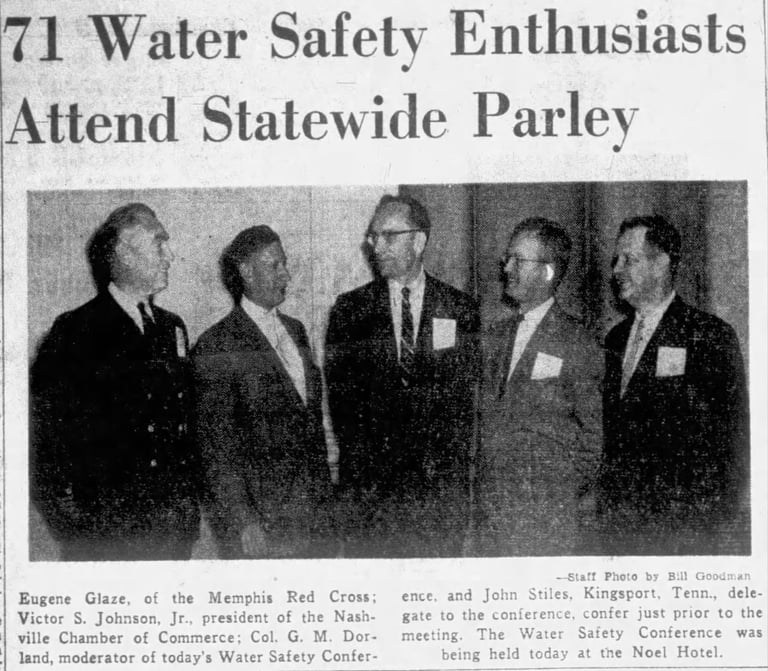 71 Water Safety Enthusiasts
Attend Statewide Parley
—Staff Photo by Bill Goodman
Eugene Glaze, of the Memphis Red Cross;
Victor S. Johnson, Jr., president of the Nash-
ville Chamber of Commerce; Col. G. M. Dor-
land, moderator of today's Water Safety Confer-
ence, and John Stiles, Kingsport, Tenn., dele-
gate to the conference, confer just prior to the
meeting. The Water Safety Conference was
being held today at the Noel Hotel.